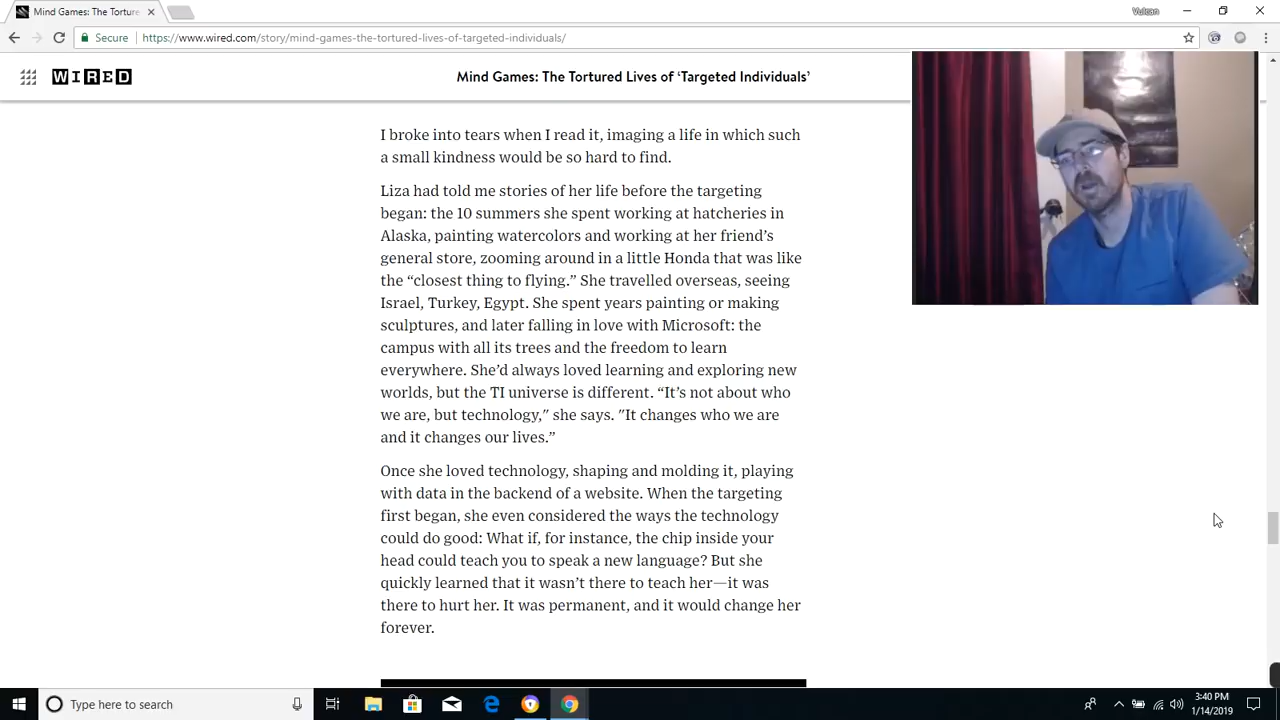 Mind Games: The Torture
Vulcan
Secure
https://www.wired.com/story/mind-games-the-tortured-lives-of-targeted-individuals/
WIRED
Mind Games: The Tortured Lives of ‘Targeted Individuals’
I broke into tears when I read it, imaging a life in which such
a small kindness would be so hard to find.
Liza had told me stories of her life before the targeting
began: the 10 summers she spent working at hatcheries in
Alaska, painting watercolors and working at her friend’s
general store, zooming around in a little Honda that was like
the “closest thing to flying.” She travelled overseas, seeing
Israel, Turkey, Egypt. She spent years painting or making
sculptures, and later falling in love with Microsoft: the
campus with all its trees and the freedom to learn
everywhere. She’d always loved learning and exploring new
worlds, but the TI universe is different. “It’s not about who
we are, but technology," she says. "It changes who we are
and it changes our lives.”
Once she loved technology, shaping and molding it, playing
with data in the backend of a website. When the targeting
first began, she even considered the ways the technology
could do good: What if, for instance, the chip inside your
head could teach you to speak a new language? But she
quickly learned that it wasn’t there to teach her—it was
there to hurt her. It was permanent, and it would change her
forever.
Type here to search
3:40 PM
1/14/2019